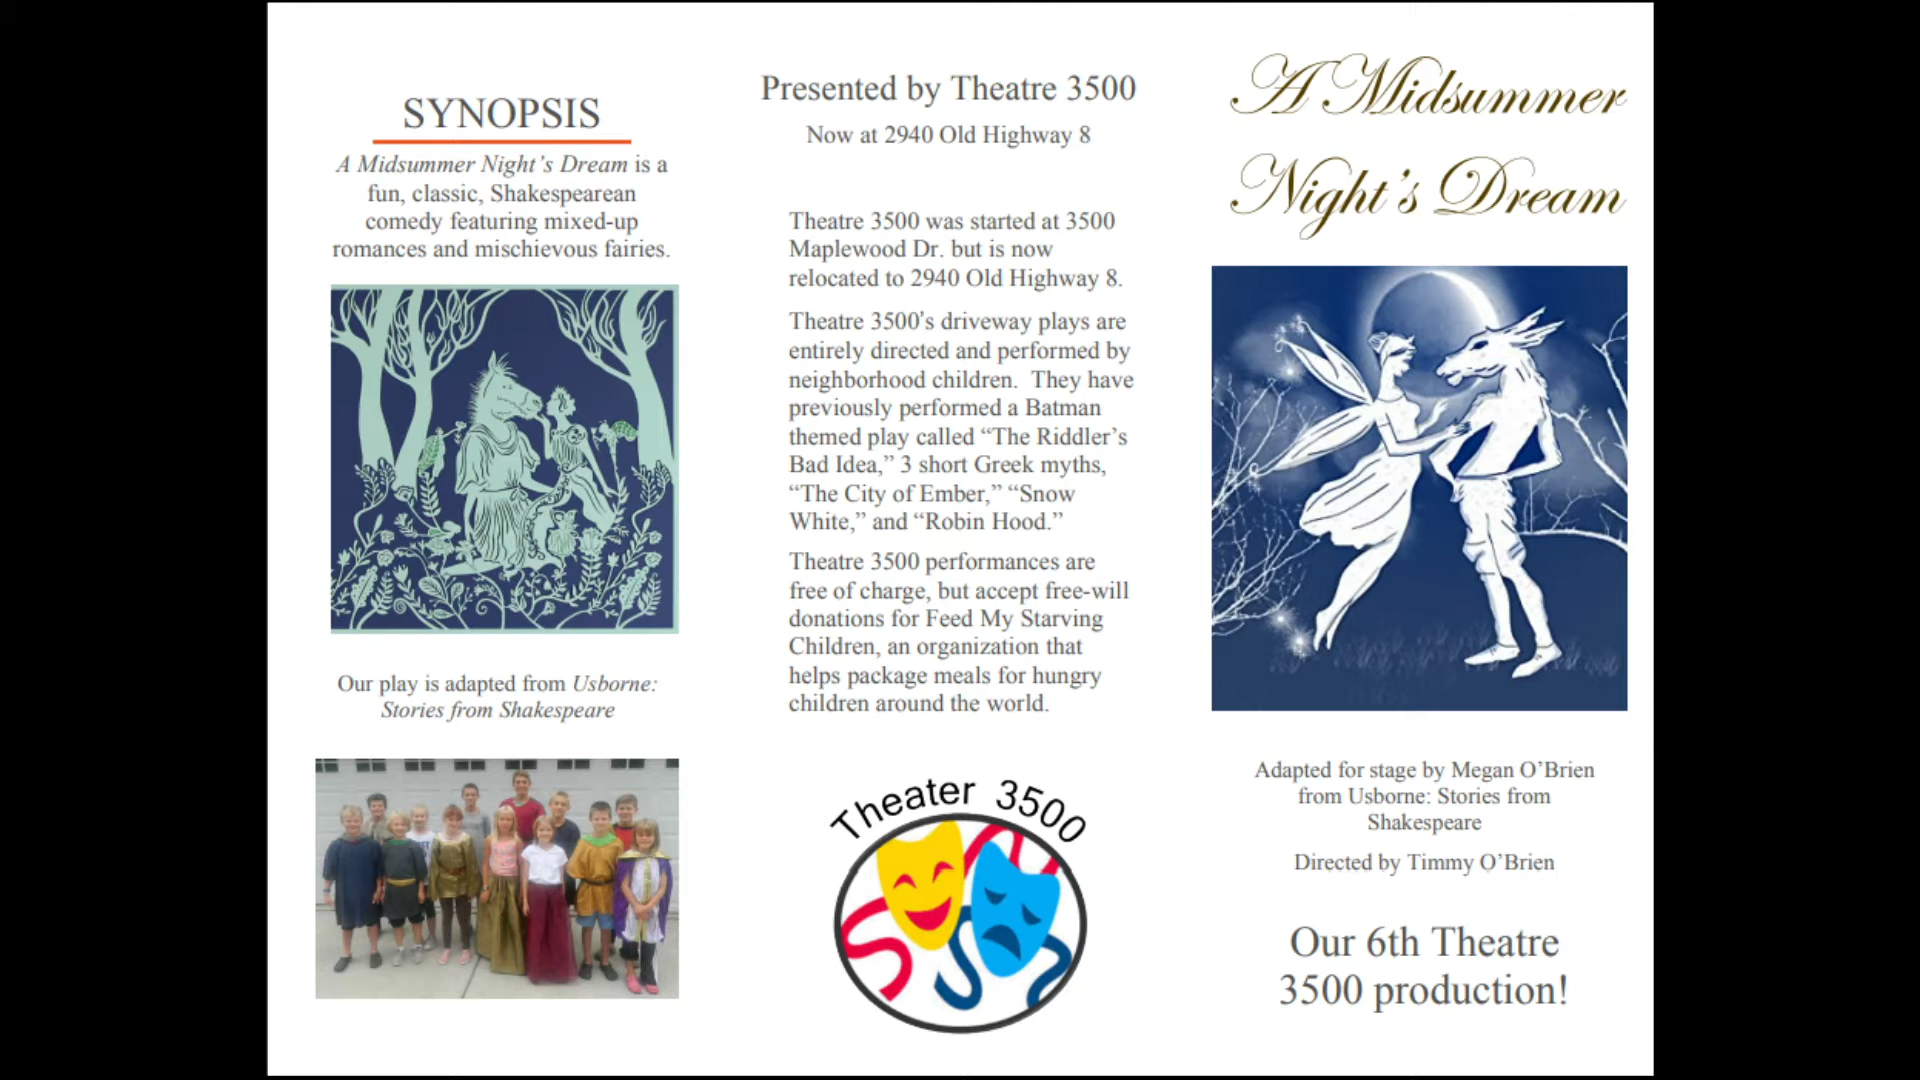 SYNOPSIS
A Midsummer Night's Dream is a
fun, classic, Shakespearean
comedy featuring mixed-up
romances and mischievous fairies.
Our play is adapted from Usborne:
Stories from Shakespeare
Presented by Theatre 3500
Now at 2940 Old Highway 8
Theatre 3500 was started at 3500
Maplewood Dr. but is now
relocated to 2940 Old Highway 8.
Theatre 3500's driveway plays are
entirely directed and performed by
neighborhood children. They have
previously performed a Batman
themed play called “The Riddler's
Bad Idea,” 3 short Greek myths,
“The City of Ember,” “Snow
White,” and “Robin Hood.”
Theatre 3500 performances are
free of charge, but accept free-will
donations for Feed My Starving
Children, an organization that
helps package meals for hungry
children around the world.
Theater 3500
A Midsummer
Night's Dream
Adapted for stage by Megan O'Brien
from Usborne: Stories from
Shakespeare
Directed by Timmy O'Brien
Our 6th Theatre
3500 production!